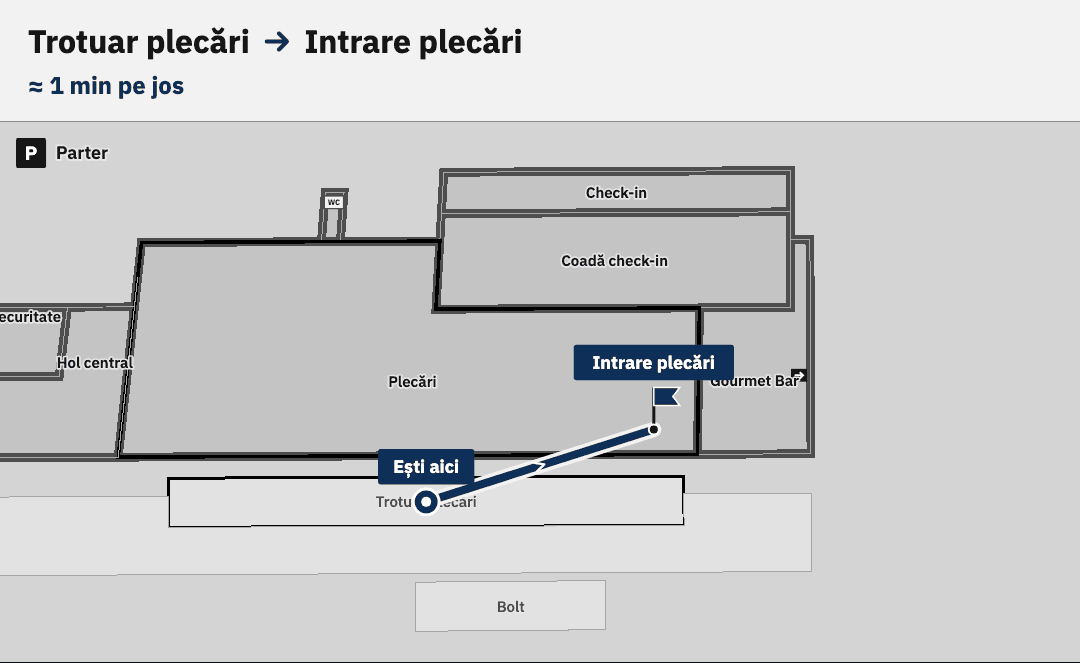 Trotuar plecări → Intrare plecări
≈ 1 min pe jos
P Parter
Check-in
WC
Coadă check-in
ecuritate
Hol central
Intrare plecări
Plecări
Gourmet Bar
Ești aici
Trotu lecări
Bolt